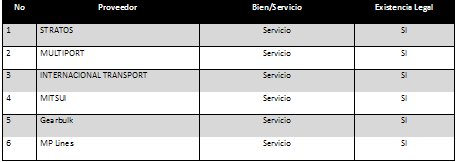 No Proveedor Bien/Servicio Existencia Legal
1 STRATOS Servicio SI
2 MULTIPORT Servicio SI
3 INTERNACIONAL TRANSPORT Servicio SI
4 MITSUI Servicio SI
5 Gearbulk Servicio SI
6 MP Lines Servicio SI